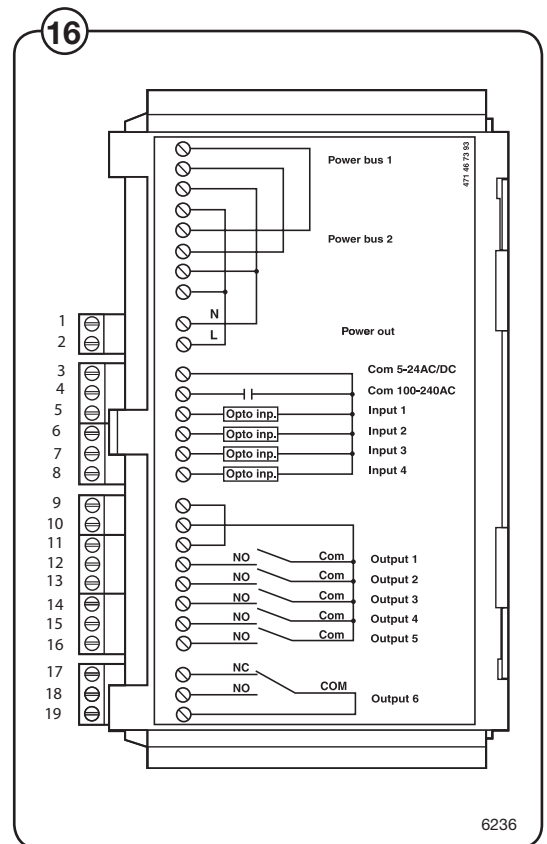 16
Power bus 1
471 46 73 93
Power bus 2
1 N
2 L Power out
3 Com 5-24AC/DC
4 Com 100-240AC
5 Opto inp. Input 1
6 Opto inp. Input 2
7 Opto inp. Input 3
8 Opto inp. Input 4
9
10
11
12 NO Com Output 1
13 NO Com Output 2
14 NO Com Output 3
15 NO Com Output 4
16 NO Com Output 5
17 NC
18 NO COM Output 6
19
6236